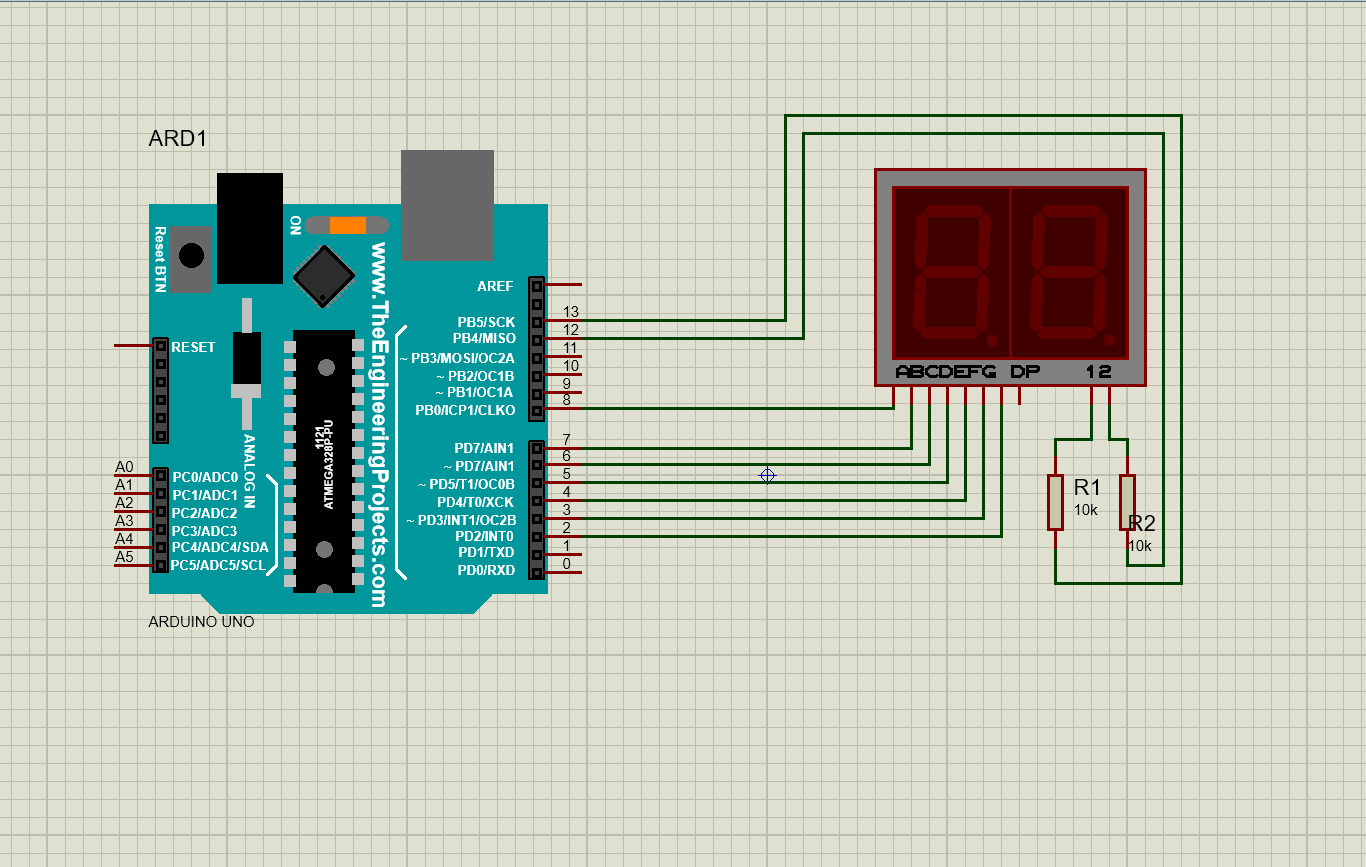 ARD1
ON
Reset BTN
www.TheEngineeringProjects.com
AREF
PB5/SCK
13
PB4/MISO
12
~ PB3/MOSI/OC2A
11
~ PB2/OC1B
10
~ PB1/OC1A
9
PB0/ICP1/CLKO
8
RESET
1121
ATMEGA328P-PU
ANALOG IN
PD7/AIN1
7
~ PD7/AIN1
6
~ PD5/T1/OC0B
5
PD4/T0/XCK
4
~ PD3/INT1/OC2B
3
PD2/INT0
2
PD1/TXD
1
PD0/RXD
0
A0
PC0/ADC0
A1
PC1/ADC1
A2
PC2/ADC2
A3
PC3/ADC3
A4
PC4/ADC4/SDA
A5
PC5/ADC5/SCL
ARDUINO UNO
ABCDEFG DP 12
R1
10k
R2
10k